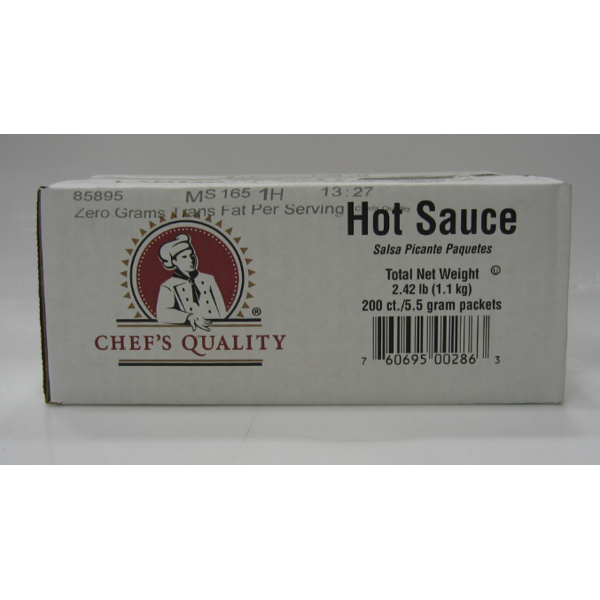 85895 MS 165 1H 13:27
Zero Grams Trans Fat Per Serving
Hot Sauce
Salsa Picante Paquetes
Total Net Weight U
2.42 lb (1.1 kg)
200 ct./5.5 gram packets
7 60695 00286 3
®
CHEF'S QUALITY